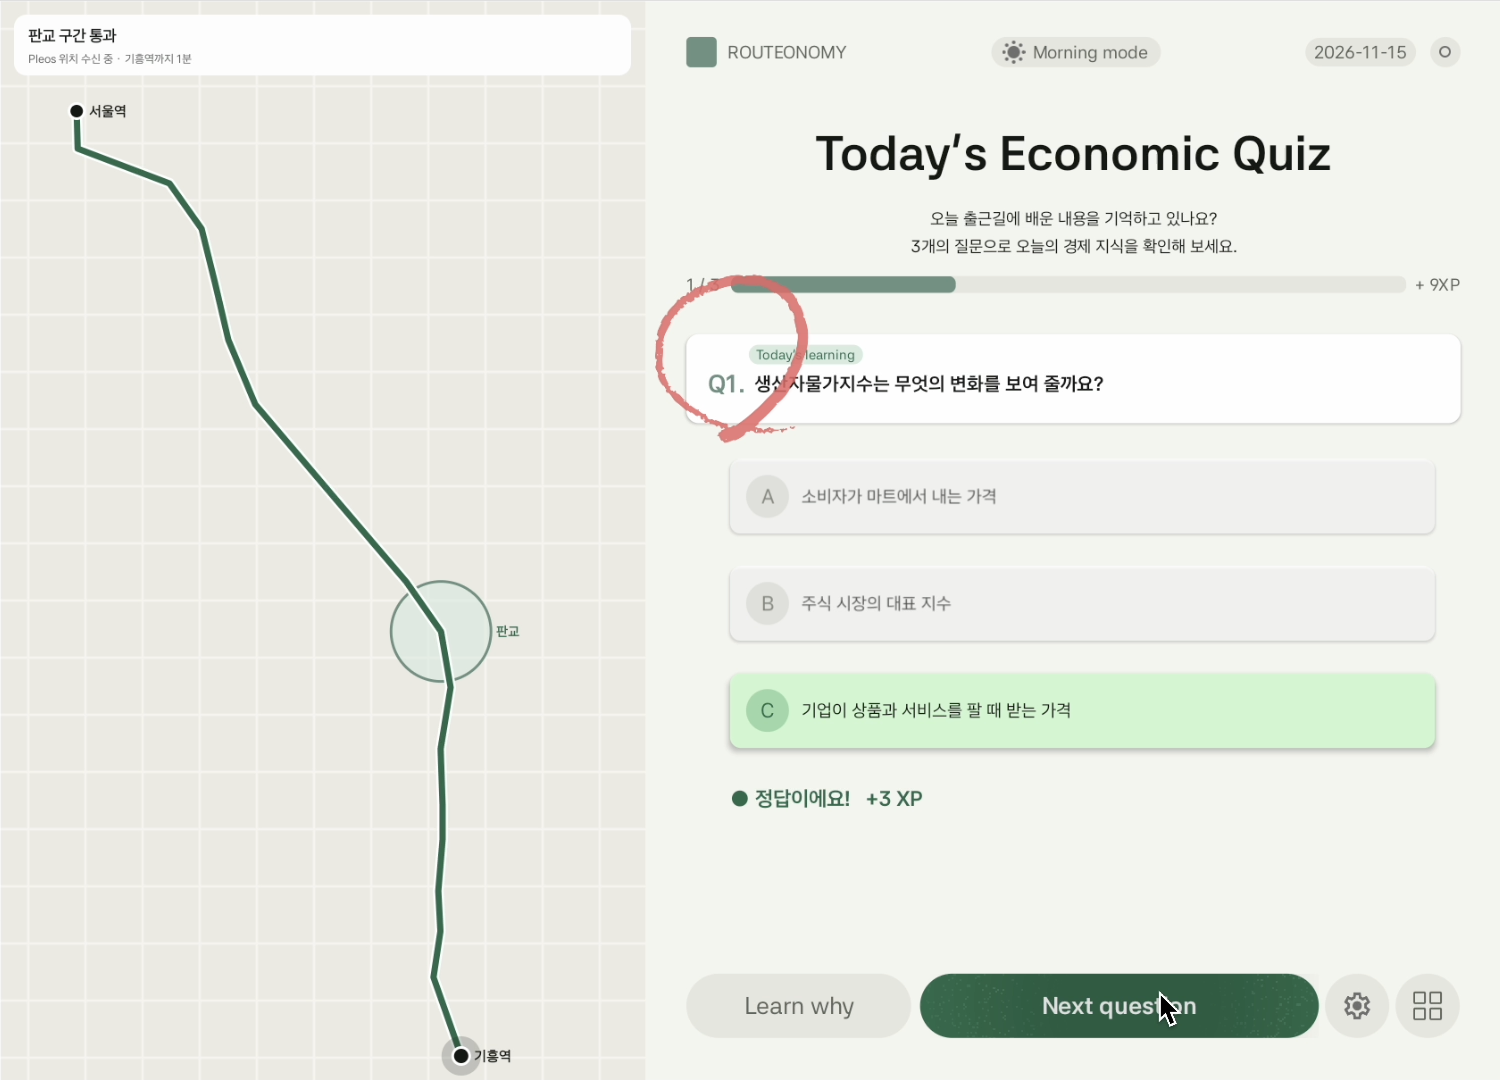 판교 구간 통과
Pleos 위치 수신 중 · 기흥역까지 1분
서울역
판교
기흥역
ROUTEONOMY
Morning mode
2026-11-15
Today's Economic Quiz
오늘 출근길에 배운 내용을 기억하고 있나요?
3개의 질문으로 오늘의 경제 지식을 확인해 보세요.
1 / 3
+ 9XP
Today's learning
Q1. 생산자물가지수는 무엇의 변화를 보여 줄까요?
A 소비자가 마트에서 내는 가격
B 주식 시장의 대표 지수
C 기업이 상품과 서비스를 팔 때 받는 가격
정답이에요! +3 XP
Learn why
Next question